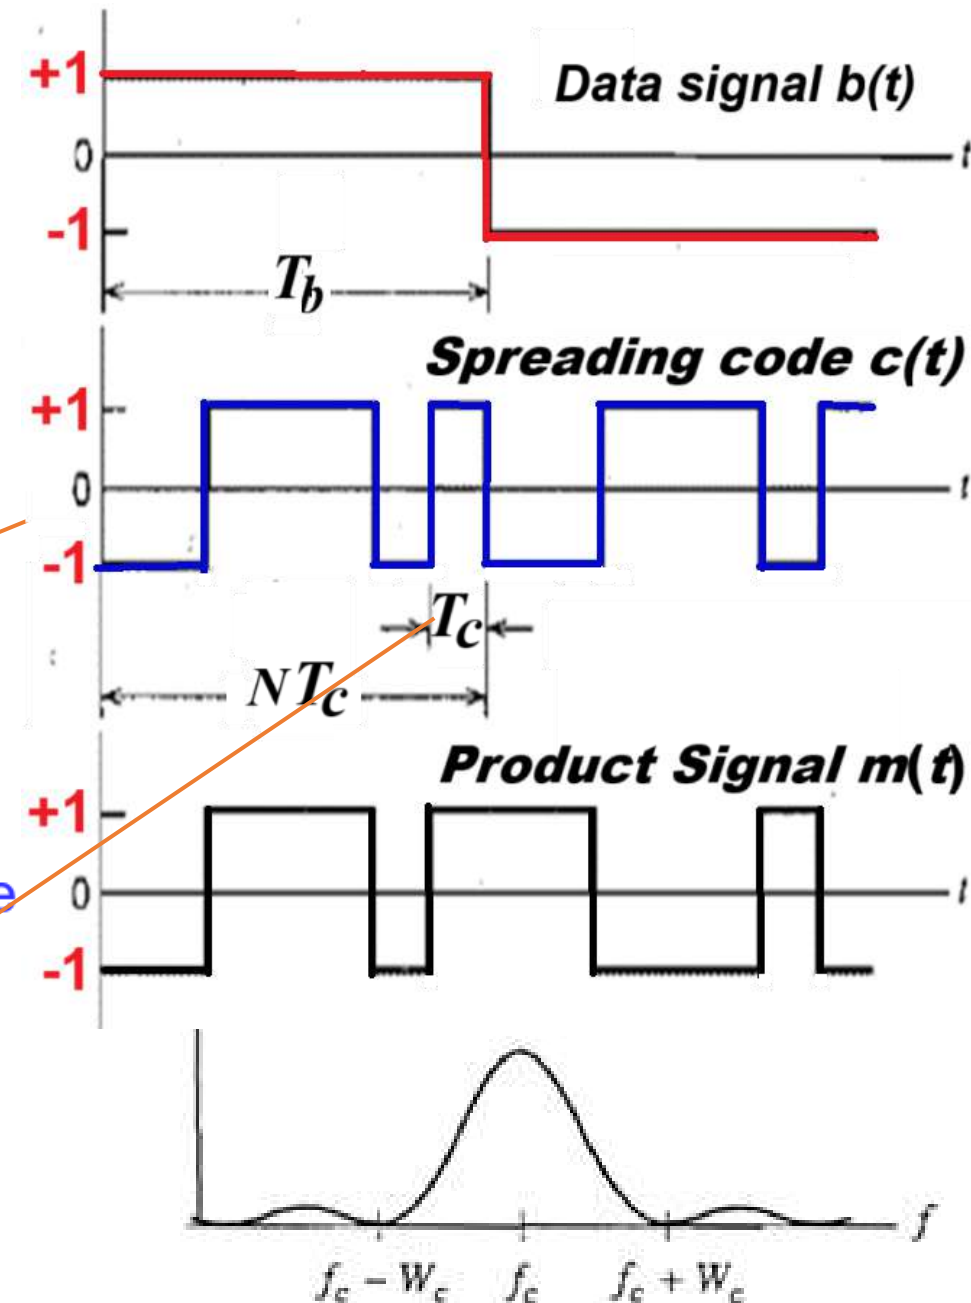 +1
Data signal b(t)
0
t
-1
T_b
Spreading code c(t)
+1
0
t
-1
T_c
NT_c
Product Signal m(t)
+1
0
t
e
-1
f
f_c − W_c
f_c
f_c + W_c